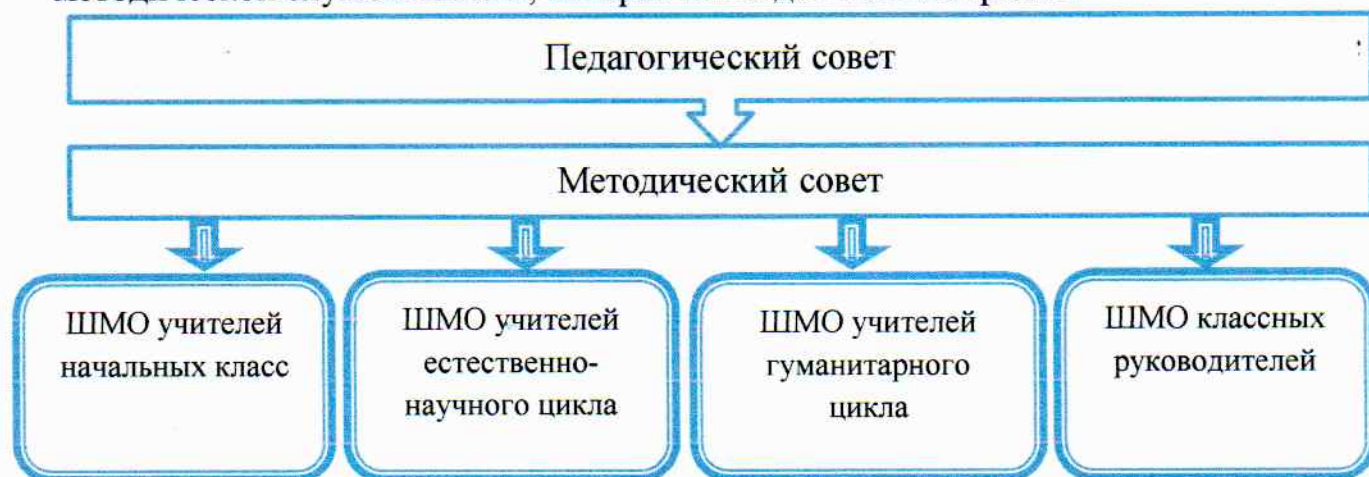 Педагогический совет
Методический совет
ШМО учителей
начальных класс
ШМО учителей
естественно-
научного цикла
ШМО учителей
гуманитарного
цикла
ШМО классных
руководителей